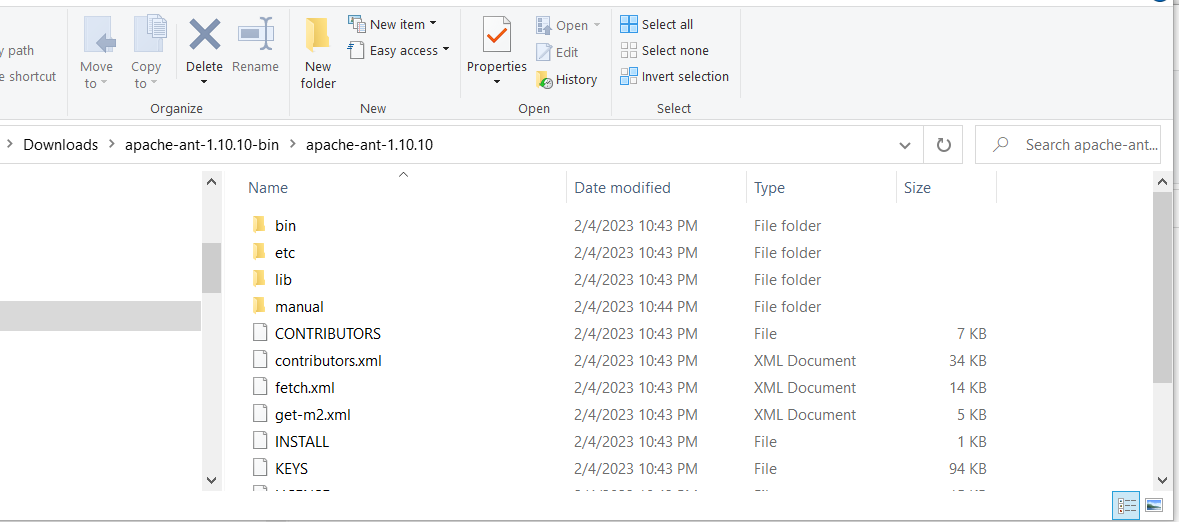 y path
e shortcut
Move to
Copy to
Delete
Rename
Organize
New folder
New item
Easy access
New
Properties
Open
Edit
History
Open
Select all
Select none
Invert selection
Select
Downloads > apache-ant-1.10.10-bin > apache-ant-1.10.10
Search apache-ant...
Name Date modified Type Size
bin 2/4/2023 10:43 PM File folder
etc 2/4/2023 10:43 PM File folder
lib 2/4/2023 10:43 PM File folder
manual 2/4/2023 10:44 PM File folder
CONTRIBUTORS 2/4/2023 10:43 PM File 7 KB
contributors.xml 2/4/2023 10:43 PM XML Document 34 KB
fetch.xml 2/4/2023 10:43 PM XML Document 14 KB
get-m2.xml 2/4/2023 10:43 PM XML Document 5 KB
INSTALL 2/4/2023 10:43 PM File 1 KB
KEYS 2/4/2023 10:43 PM File 94 KB